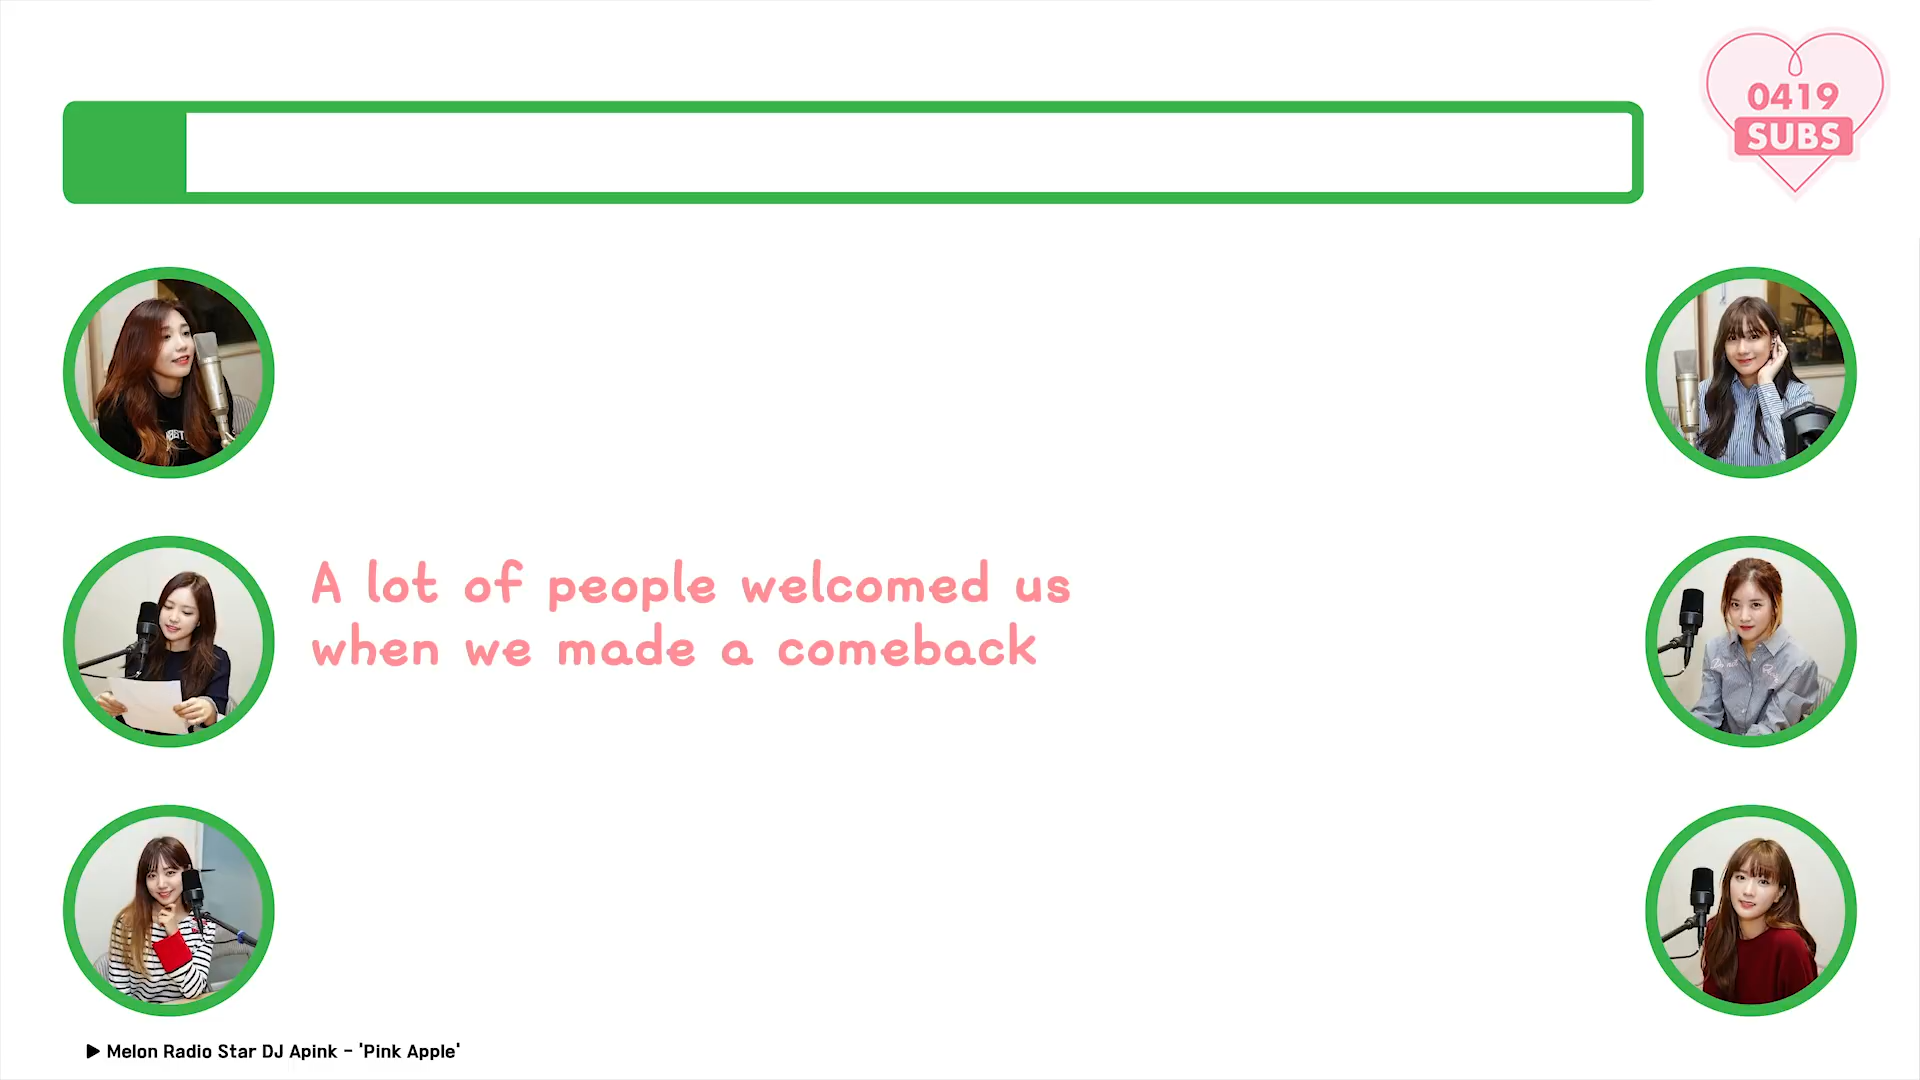 0419
SUBS
A lot of people welcomed us
when we made a comeback
▶ Melon Radio Star DJ Apink - 'Pink Apple'